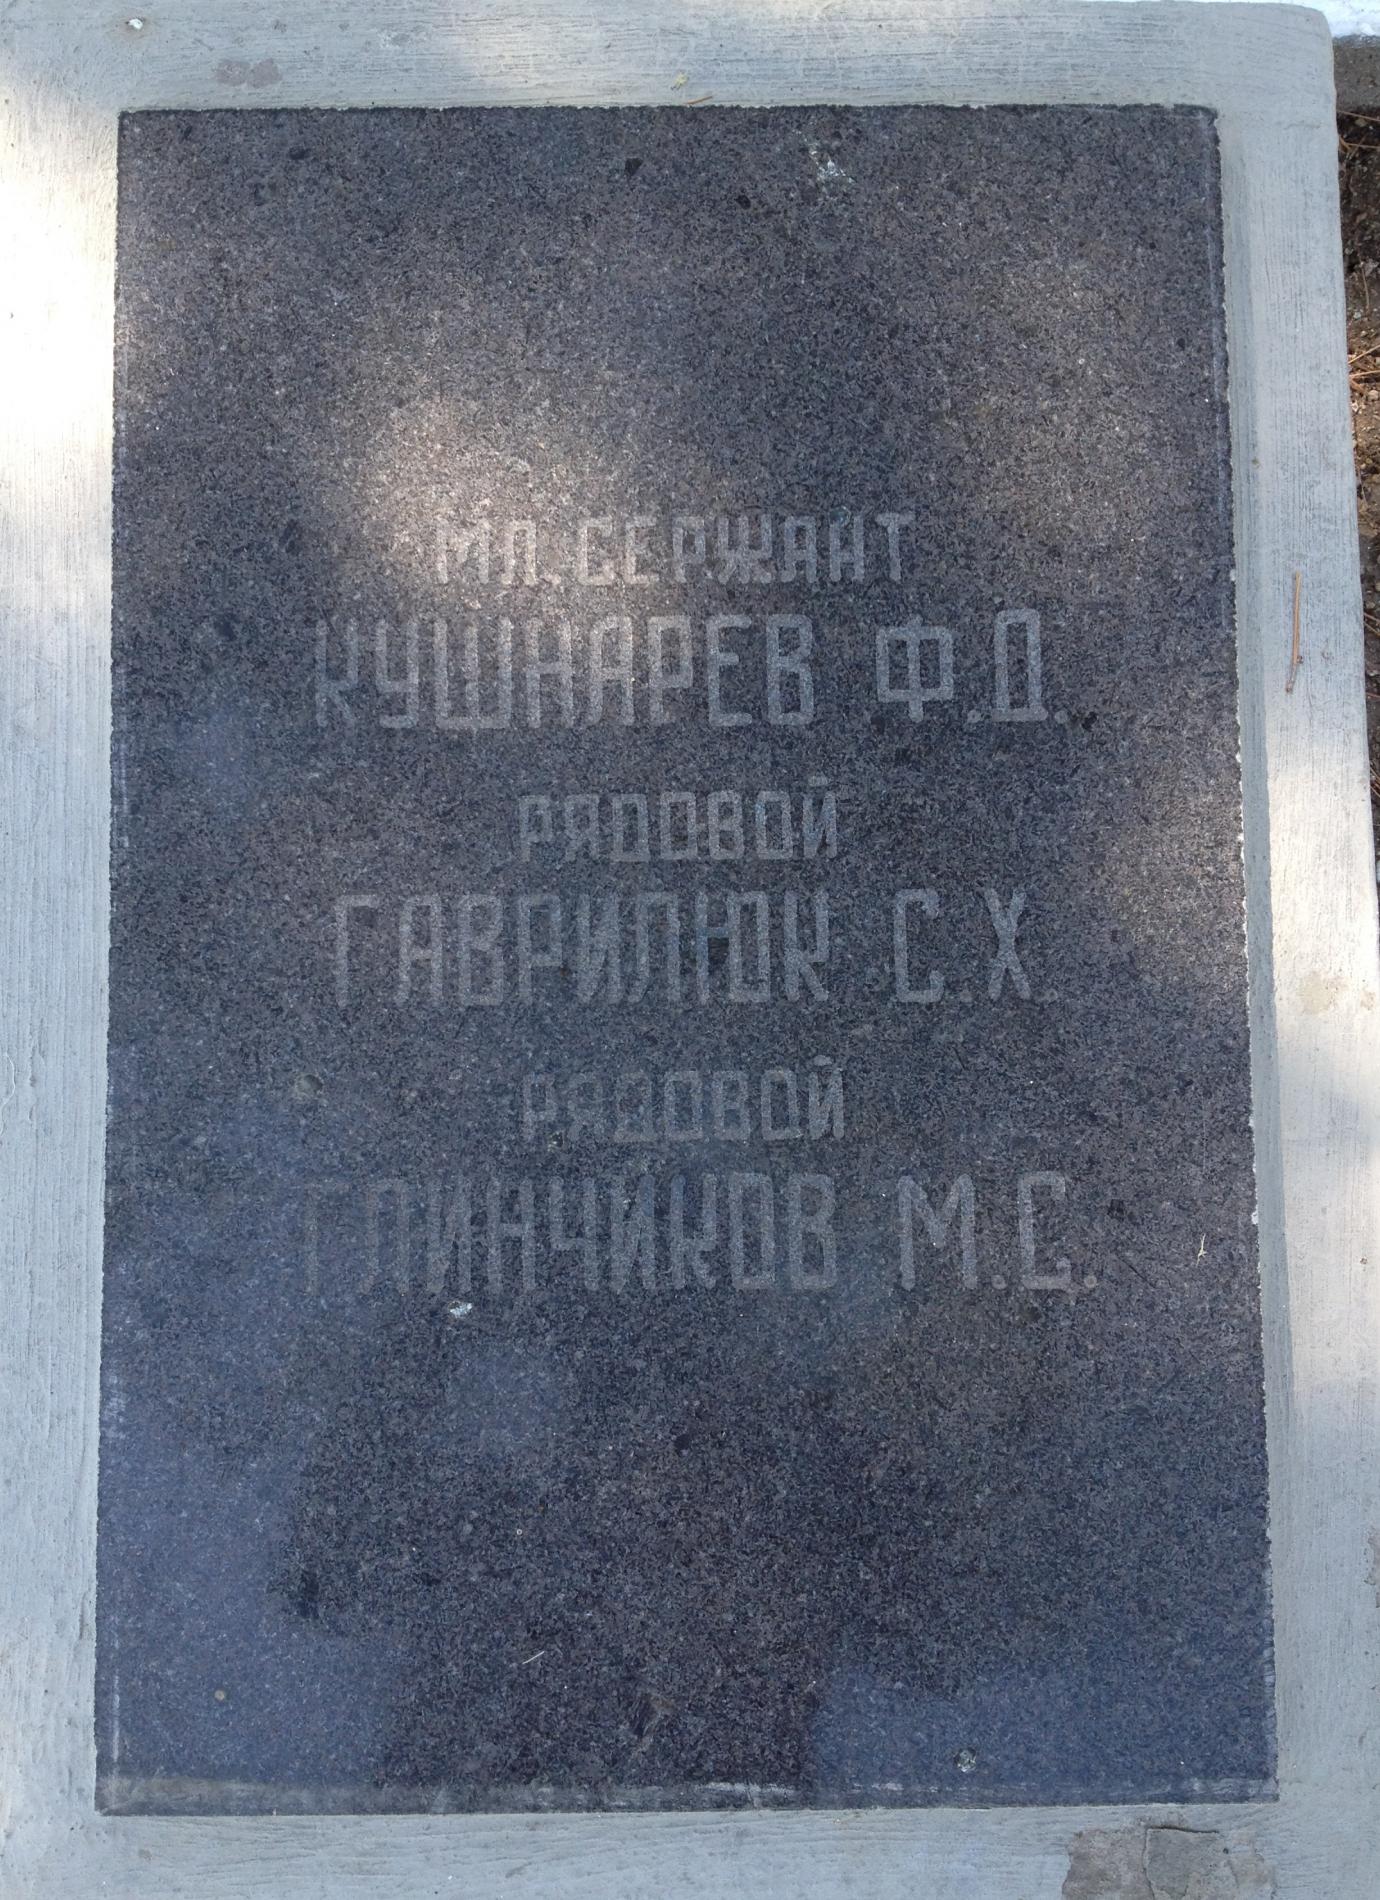 МЛ. СЕРЖАНТ
КУШНАРЕВ Ф.Д.
РЯДОВОЙ
ГАВРИЛЮК С.Х.
РЯДОВОЙ
ГЛИНЧИКОВ М.С.